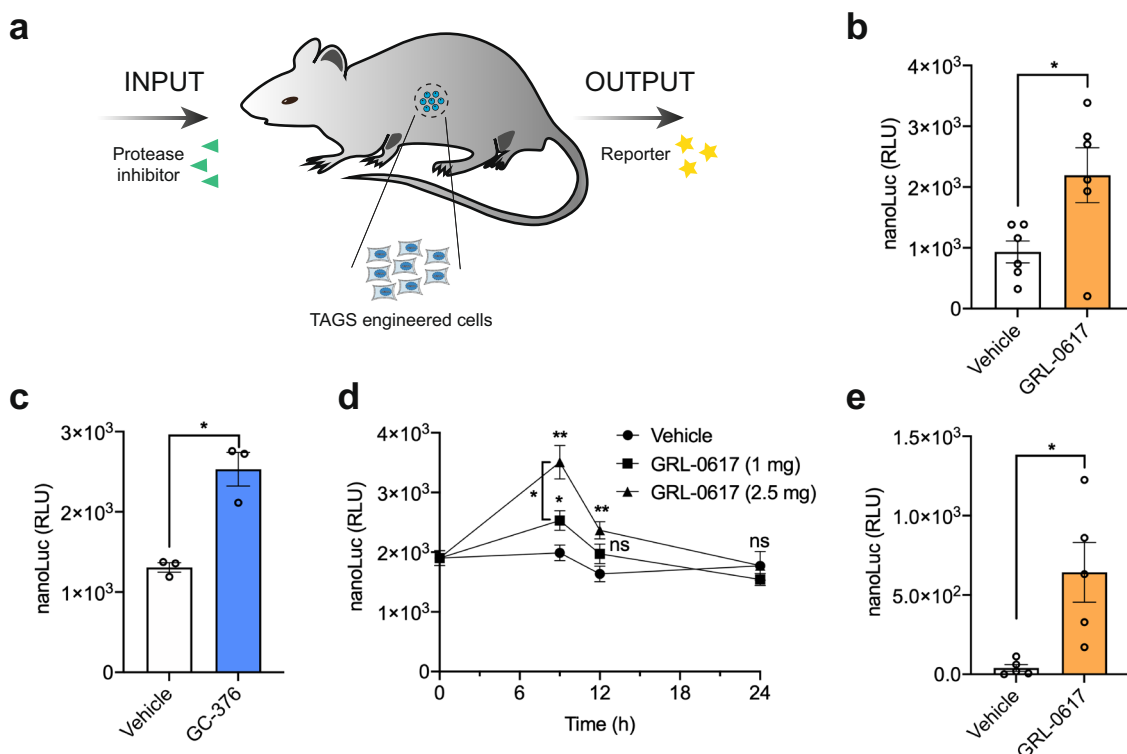 a
INPUT
Protease
inhibitor
OUTPUT
Reporter
TAGS engineered cells
b
nanoLuc (RLU)
4×10³
3×10³
2×10³
1×10³
0
*
Vehicle
GRL-0617
c
nanoLuc (RLU)
3×10³
2×10³
1×10³
0
*
Vehicle
GC-376
d
nanoLuc (RLU)
4×10³
3×10³
2×10³
1×10³
0
Vehicle
GRL-0617 (1 mg)
GRL-0617 (2.5 mg)
**
*
*
**
ns
ns
0
6
12
18
24
Time (h)
e
nanoLuc (RLU)
1.5×10³
1.0×10³
5.0×10²
0.0
*
Vehicle
GRL-0617